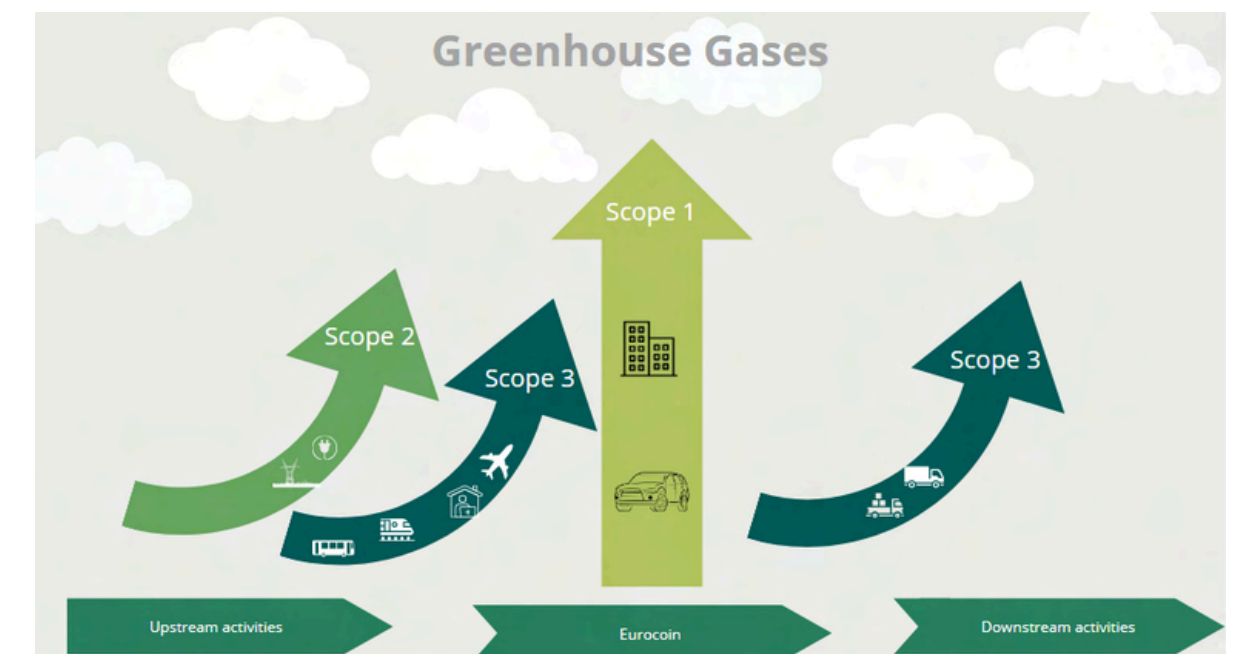 Greenhouse Gases
Scope 1
Scope 2
Scope 3
Scope 3
Upstream activities
Eurocoin
Downstream activities